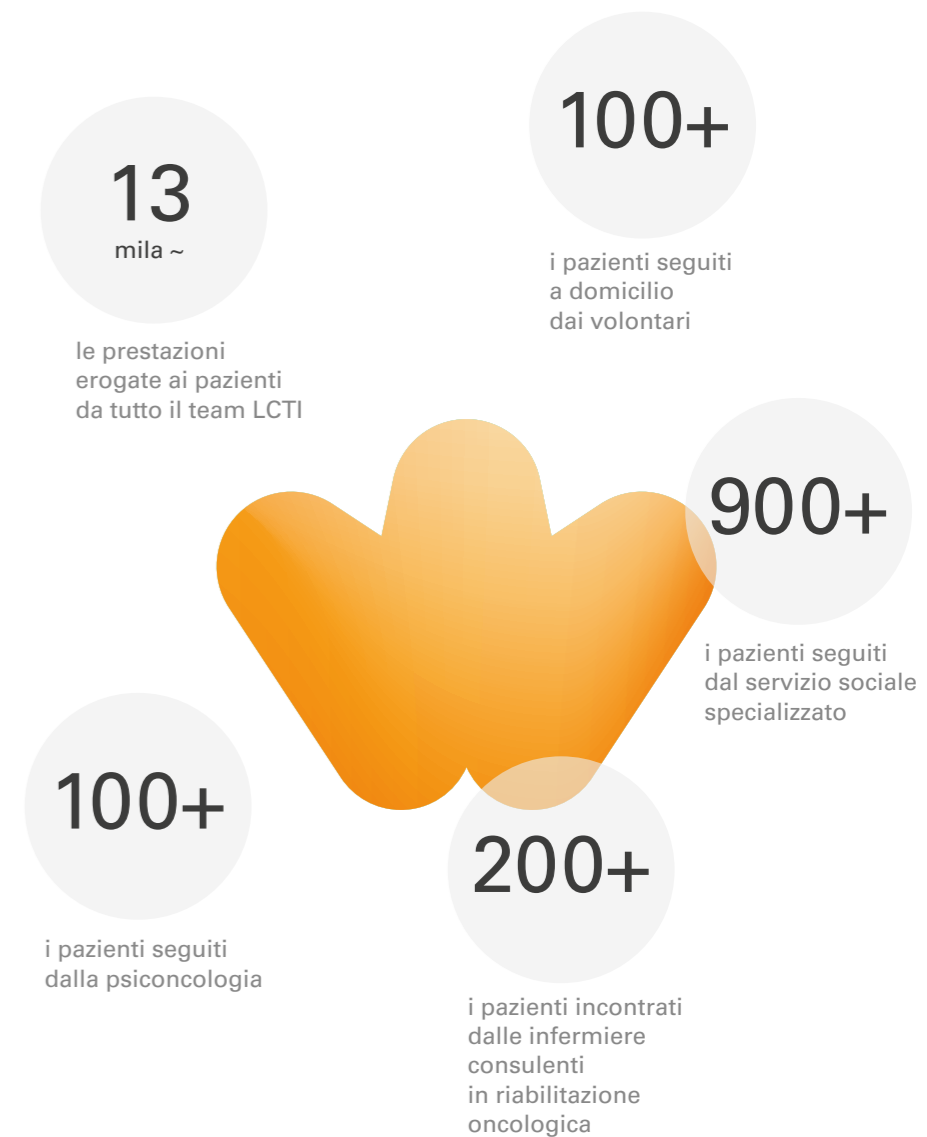 100+
i pazienti seguiti
a domicilio
dai volontari
13
mila ~
le prestazioni
erogate ai pazienti
da tutto il team LCTI
900+
i pazienti seguiti
dal servizio sociale
specializzato
100+
i pazienti seguiti
dalla psiconcologia
200+
i pazienti incontrati
dalle infermiere
consulenti
in riabilitazione
oncologica